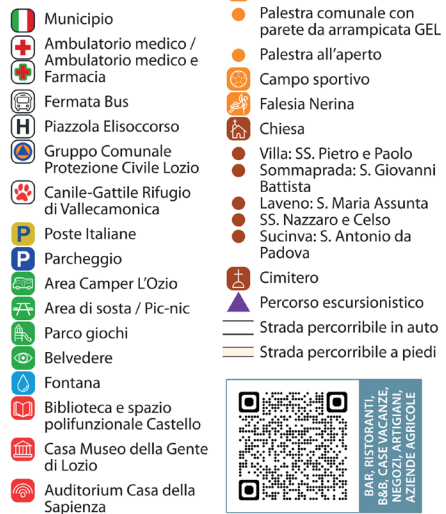 Municipio
Ambulatorio medico /
Ambulatorio medico e
Farmacia
Fermata Bus
H
Piazzola Elisoccorso
Gruppo Comunale
Protezione Civile Lozio
Canile-Gattile Rifugio
di Vallecamonica
P
Poste Italiane
P
Parcheggio
Area Camper L'Ozio
Area di sosta / Pic-nic
Parco giochi
Belvedere
Fontana
Biblioteca e spazio
polifunzionale Castello
Casa Museo della Gente
di Lozio
Auditorium Casa della
Sapienza
Palestra comunale con
parete da arrampicata GEL
Palestra all'aperto
Campo sportivo
Falesia Nerina
Chiesa
Villa: SS. Pietro e Paolo
Sommaprada: S. Giovanni
Battista
Laveno: S. Maria Assunta
SS. Nazzaro e Celso
Sucinva: S. Antonio da
Padova
Cimitero
Percorso escursionistico
Strada percorribile in auto
Strada percorribile a piedi
BAR, RISTORANTI,
B&B, CASE VACANZE,
NEGOZI, ARTIGIANI,
AZIENDE AGRICOLE